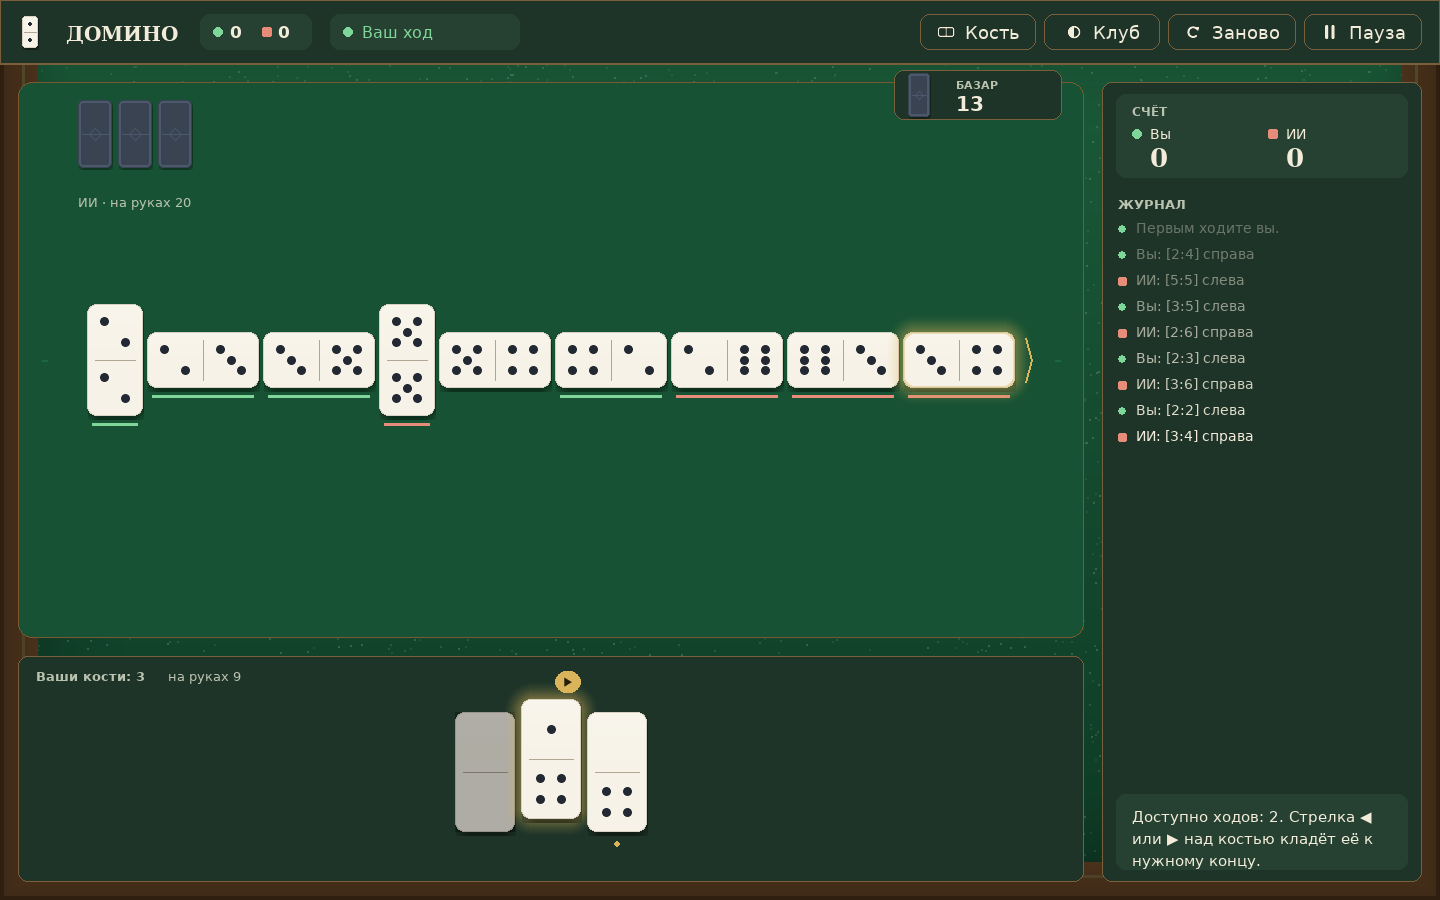 ДОМИНО
0 0
Ваш ход
Кость
Клуб
Заново
Пауза
БАЗАР
13
ИИ · на руках 20
СЧЁТ
Вы
0
ИИ
0
ЖУРНАЛ
Первым ходите вы.
Вы: [2:4] справа
ИИ: [5:5] слева
Вы: [3:5] слева
ИИ: [2:6] справа
Вы: [2:3] слева
ИИ: [3:6] справа
Вы: [2:2] слева
ИИ: [3:4] справа
Ваши кости: 3 на руках 9
Доступно ходов: 2. Стрелка ◀
или ▶ над костью кладёт её к
нужному концу.